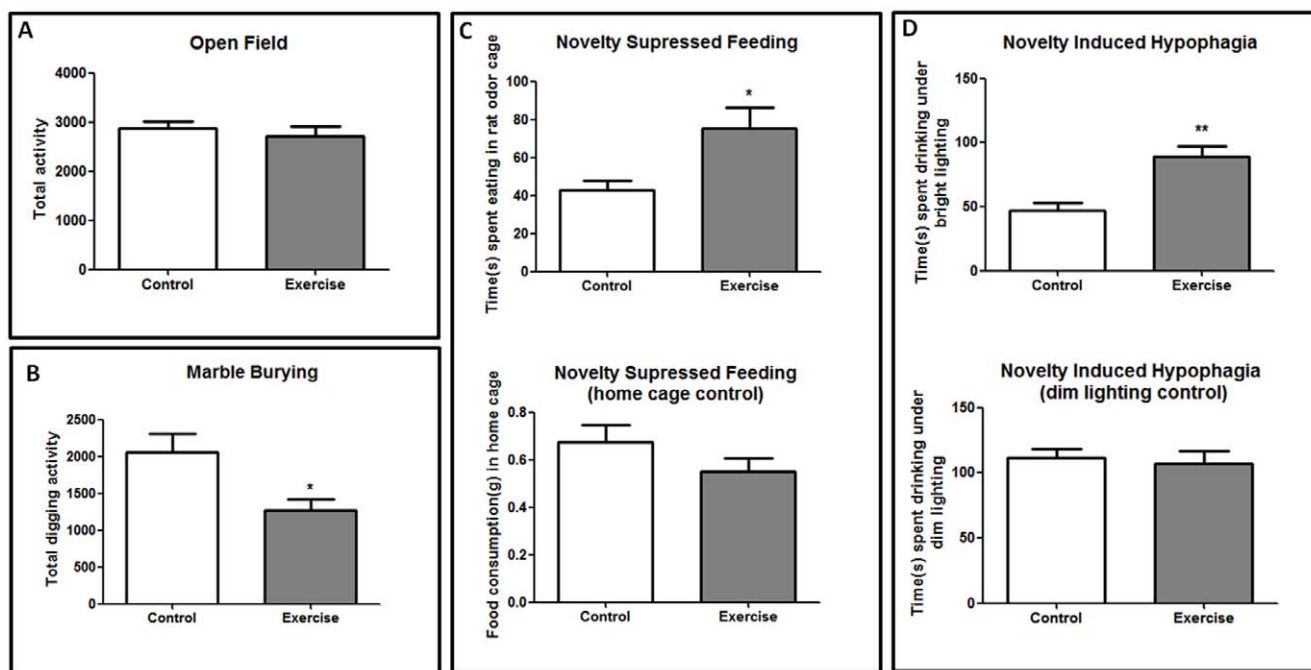 A
Open Field
Total activity
4000
3000
2000
1000
0
Control
Exercise
B
Marble Burying
Total digging activity
2500
2000
1500
1000
500
0
*
Control
Exercise
C
Novelty Supressed Feeding
Time(s) spent eating in rat odor cage
100
80
60
40
20
0
*
Control
Exercise
Novelty Supressed Feeding
(home cage control)
Food consumption(g) in home cage
0.8
0.6
0.4
0.2
0.0
Control
Exercise
D
Novelty Induced Hypophagia
Time(s) spent drinking under
bright lighting
150
100
50
0
**
Control
Exercise
Novelty Induced Hypophagia
(dim lighting control)
Time(s) spent drinking under
dim lighting
150
100
50
0
Control
Exercise